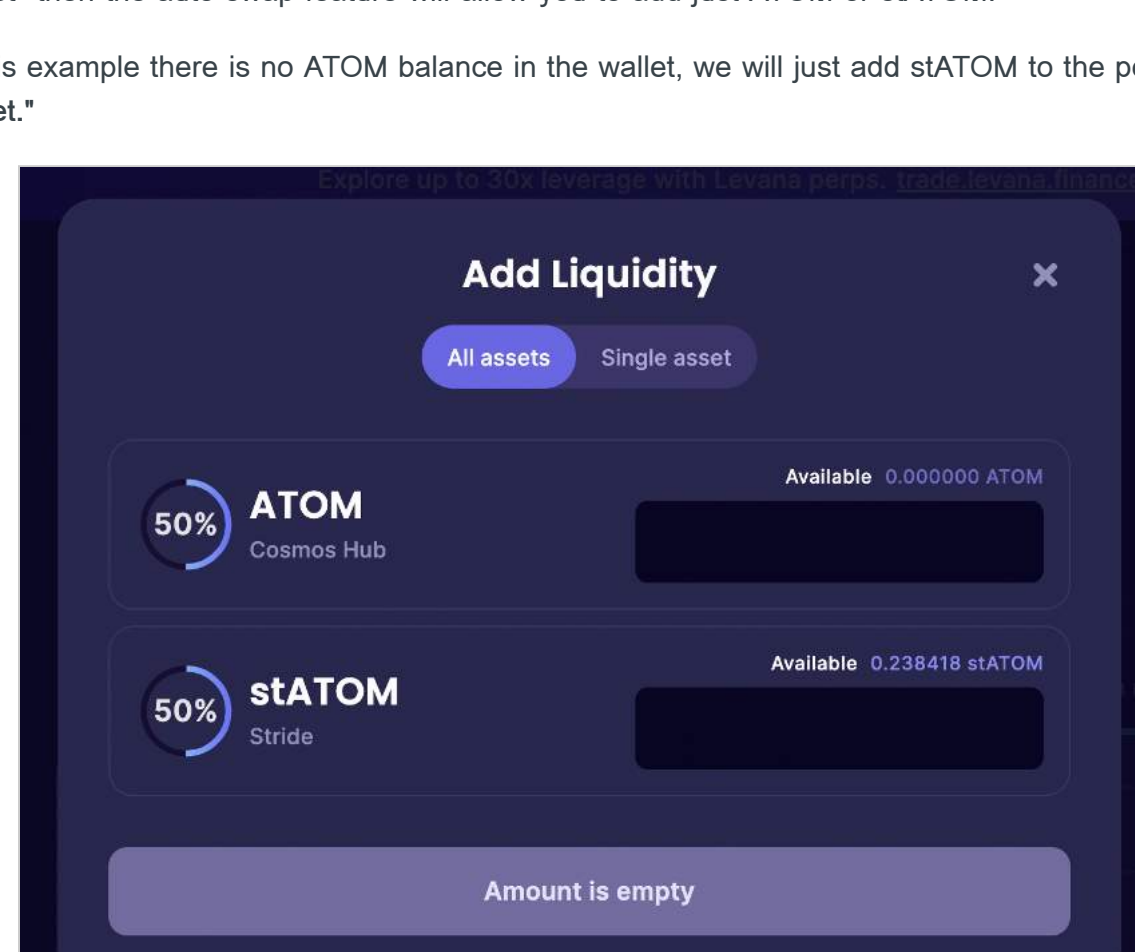 then the auto swap feature will allow you to add just ATOM or stATOM.
s example there is no ATOM balance in the wallet, we will just add stATOM to the
et."
Explore up to 30x leverage with Levana perps. trade.levana.finance
Add Liquidity
All assets Single asset
Available 0.000000 ATOM
50% ATOM
Cosmos Hub
Available 0.238418 stATOM
50% stATOM
Stride
Amount is empty